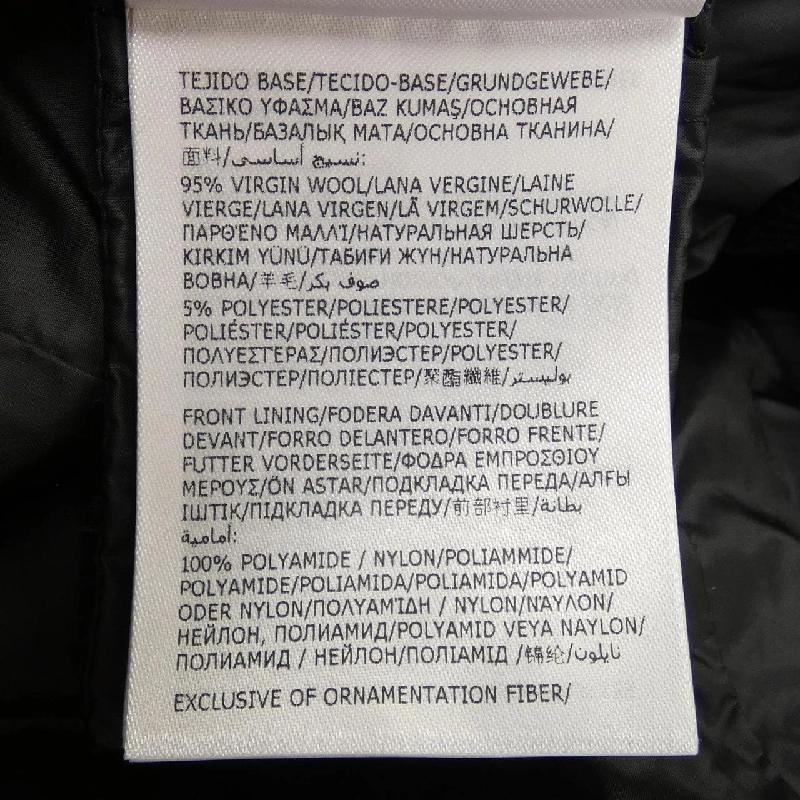 TEJIDO BASE/TECIDO-BASE/GRUNDGEWEBE/
ΒΑΣΙΚΟ ΥΦΑΣΜΑ/BAZ KUMAŞ/ОСНОВНАЯ
ТКАНЬ/БАЗАЛЫҚ МАТА/ОСНОВНА ТКАНИНА/
面料/نسيج أساسي:
95% VIRGIN WOOL/LANA VERGINE/LAINE
VIERGE/LANA VIRGEN/LÃ VIRGEM/SCHURWOLLE/
ΠΑΡΘΈΝΟ ΜΑΛΛΊ/НАТУРАЛЬНАЯ ШЕРСТЬ/
KIRKIM YÜNÜ/ТАБИҒИ ЖҮН/НАТУРАЛЬНА
ВОВНА/羊毛/صوف بكر
5% POLYESTER/POLIESTERE/POLYESTER/
POLIÉSTER/POLIÉSTER/POLYESTER/
ΠΟΛΥΕΣΤΕΡΑΣ/ПОЛИЭСТЕР/POLYESTER/
ПОЛИЭСТЕР/ПОЛІЕСТЕР/聚酯纖維/بوليستر
FRONT LINING/FODERA DAVANTI/DOUBLURE
DEVANT/FORRO DELANTERO/FORRO FRENTE/
FUTTER VORDERSEITE/ΦΟΔΡΑ ΕΜΠΡΟΣΘΙΟΥ
ΜΕΡΟΥΣ/ÖN ASTAR/ПОДКЛАДКА ПЕРЕДА/АЛҒЫ
ІШТІК/ПІДКЛАДКА ПЕРЕДУ/前部衬里/بطانة
أمامية:
100% POLYAMIDE / NYLON/POLIAMMIDE/
POLYAMIDE/POLIAMIDA/POLIAMIDA/POLYAMID
ODER NYLON/ΠΟΛΥΑΜΊΔΗ / NYLON/ΝΆΥΛΟΝ/
НЕЙЛОН, ПОЛИАМИД/POLYAMID VEYA NAYLON/
ПОЛИАМИД / НЕЙЛОН/ПОЛІАМІД /锦纶/نايلون
EXCLUSIVE OF ORNAMENTATION FIBER/